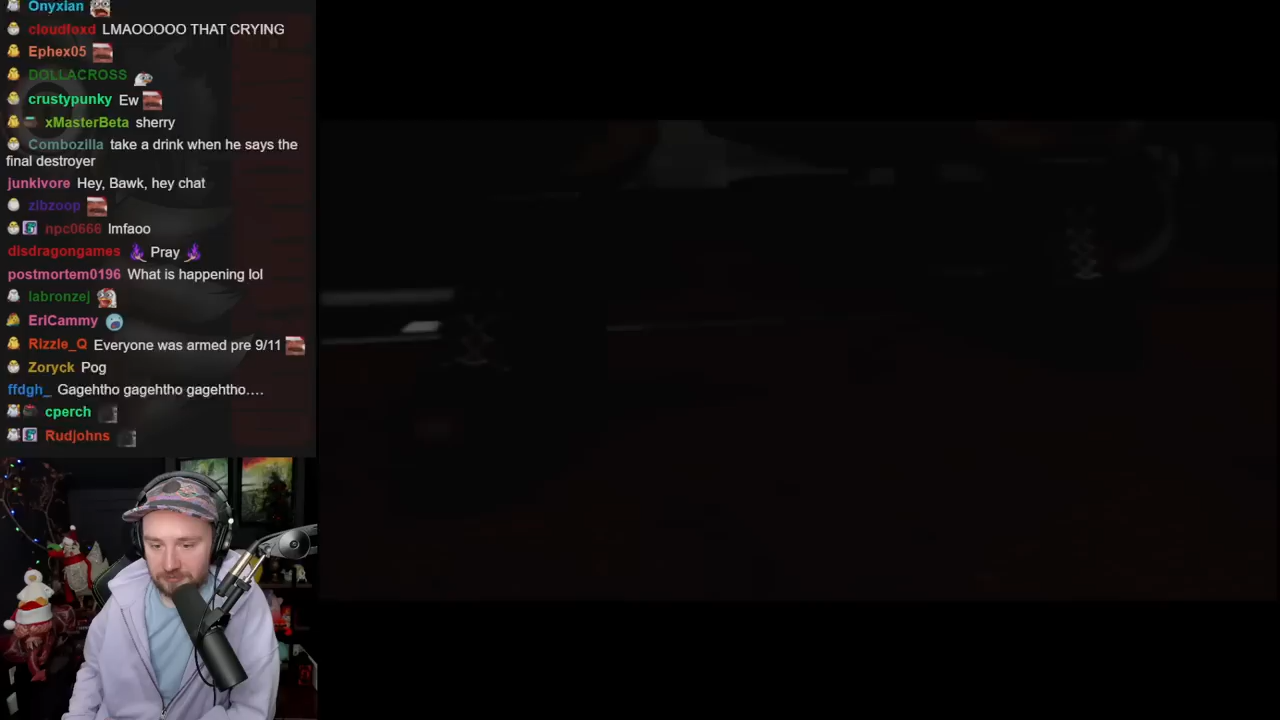 Onyxian
cloudfoxd LMAOOOOO THAT CRYING
Ephex05
DOLLACROSS
crustypunky Ew
xMasterBeta sherry
Combozilla take a drink when he says the
final destroyer
junkivore Hey, Bawk, hey chat
zibzoop
npc0666 lmfaoo
disdragongames Pray
postmortem0196 What is happening lol
labronzej
EriCammy
Rizzle_Q Everyone was armed pre 9/11
Zoryck Pog
ffdgh_ Gagehtho gagehtho gagehtho….
cperch
Rudjohns